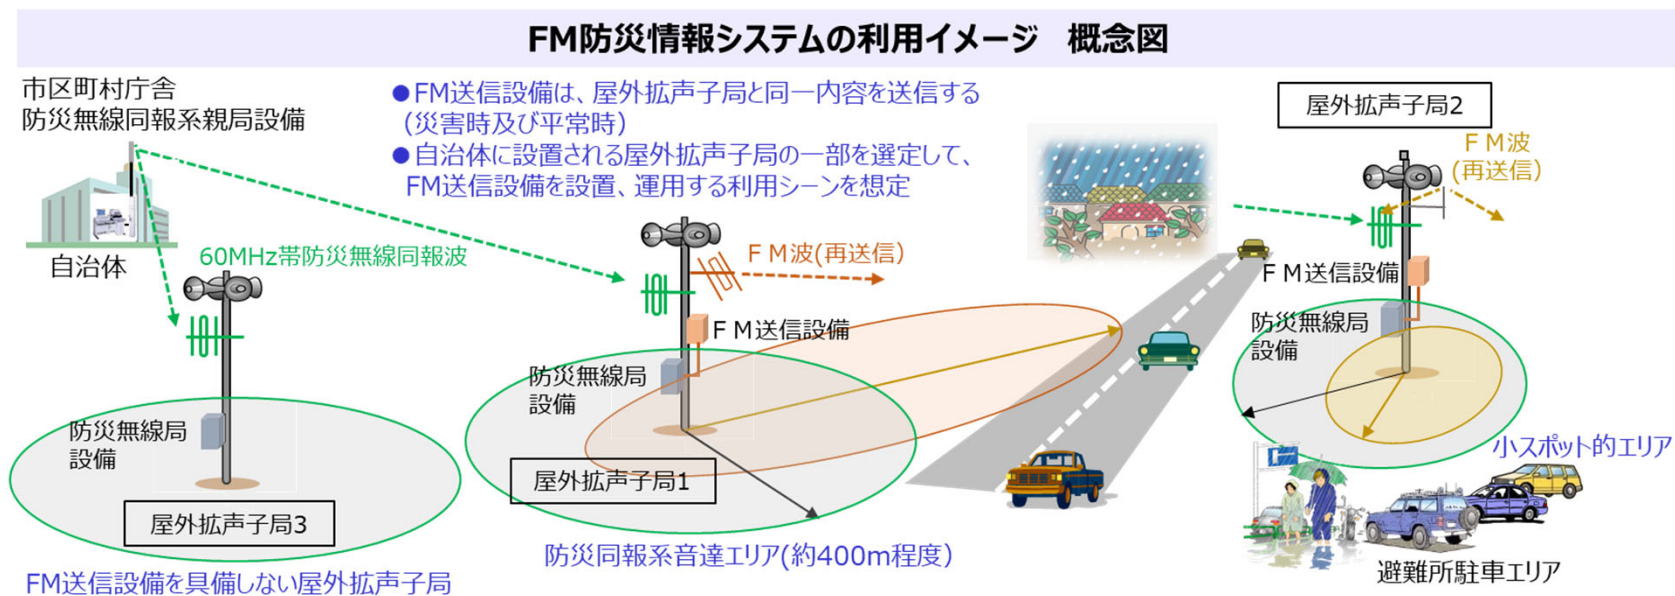 FM防災情報システムの利用イメージ　概念図
市区町村庁舎
防災無線同報系親局設備
自治体
60MHz帯防災無線同報波
●FM送信設備は、屋外拡声子局と同一内容を送信する
（災害時及び平常時）
●自治体に設置される屋外拡声子局の一部を選定して、
FM送信設備を設置、運用する利用シーンを想定
防災無線局
設備
屋外拡声子局3
FM送信設備を具備しない屋外拡声子局
ＦＭ波(再送信)
ＦＭ送信設備
防災無線局
設備
屋外拡声子局1
防災同報系音達エリア(約400m程度)
屋外拡声子局2
ＦＭ波
(再送信)
ＦＭ送信設備
防災無線局
設備
小スポット的エリア
避難所駐車エリア